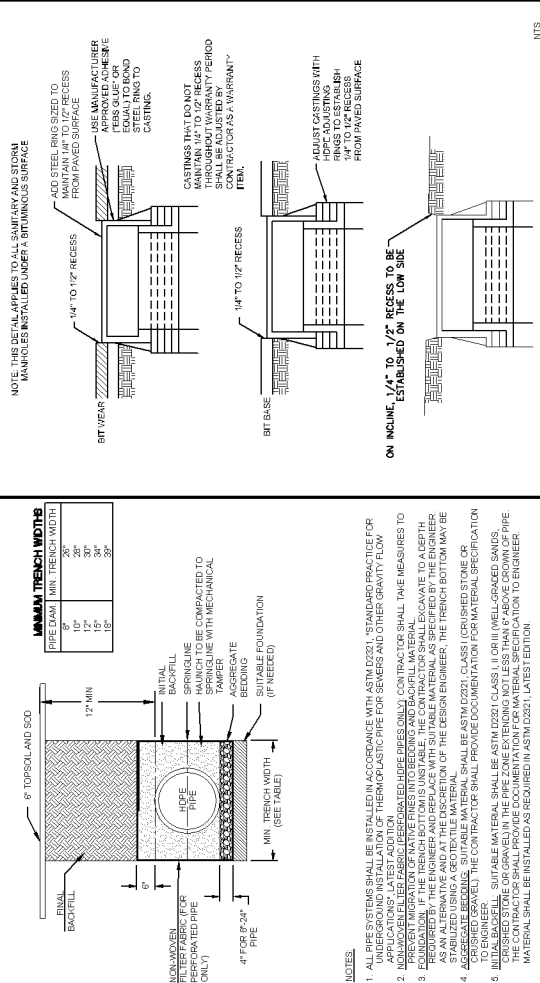 6" TOPSOIL AND SOD
FINAL
BACKFILL
12" MIN
6"
NON-WOVEN
FILTER FABRIC (FOR
PERFORATED PIPE
ONLY)
4" FOR 8"-24"
PIPE
HDPE
PIPE
INITIAL
BACKFILL
SPRINGLINE
HAUNCH TO BE COMPACTED TO
SPRINGLINE WITH MECHANICAL
TAMPER
AGGREGATE
BEDDING
SUITABLE FOUNDATION
(IF NEEDED)
MIN. TRENCH WIDTH
(SEE TABLE)
MINIMUM TRENCH WIDTHS
PIPE DIAM. MIN. TRENCH WIDTH
8" 26"
10" 28"
12" 30"
15" 34"
18" 39"
NOTES:
1. ALL PIPE SYSTEMS SHALL BE INSTALLED IN ACCORDANCE WITH ASTM D2321, "STANDARD PRACTICE FOR
UNDERGROUND INSTALLATION OF THERMOPLASTIC PIPE FOR SEWERS AND OTHER GRAVITY FLOW
APPLICATIONS", LATEST ADDITION
2. NON-WOVEN FILTER FABRIC (PERFORATED HDPE PIPES ONLY): CONTRACTOR SHALL TAKE MEASURES TO
PREVENT MIGRATION OF NATIVE FINES INTO BEDDING AND BACKFILL MATERIAL.
3. FOUNDATION: IF THE TRENCH BOTTOM IS UNSTABLE, THE CONTRACTOR SHALL EXCAVATE TO A DEPTH
REQUIRED BY THE ENGINEER AND REPLACE WITH SUITABLE MATERIAL AS SPECIFIED BY THE ENGINEER.
AS AN ALTERNATIVE AND AT THE DISCRETION OF THE DESIGN ENGINEER, THE TRENCH BOTTOM MAY BE
STABILIZED USING A GEOTEXTILE MATERIAL.
4. AGGREGATE BEDDING: SUITABLE MATERIAL SHALL BE ASTM D2321, CLASS I (CRUSHED STONE OR
CRUSHED GRAVEL). THE CONTRACTOR SHALL PROVIDE DOCUMENTATION FOR MATERIAL SPECIFICATION
TO ENGINEER.
5. INITIAL BACKFILL: SUITABLE MATERIAL SHALL BE ASTM D2321 CLASS I, II OR III (WELL-GRADED SANDS,
CRUSHED STONE OR GRAVEL) IN THE PIPE ZONE EXTENDING NOT LESS THAN 6" ABOVE CROWN OF PIPE.
THE CONTRACTOR SHALL PROVIDE DOCUMENTATION FOR MATERIAL SPECIFICATION TO ENGINEER.
MATERIAL SHALL BE INSTALLED AS REQUIRED IN ASTM D2321, LATEST EDITION.
NOTE: THIS DETAIL APPLIES TO ALL SANITARY AND STORM
MANHOLES INSTALLED UNDER A BITUMINOUS SURFACE
ADD STEEL RING SIZED TO
MAINTAIN 1/4" TO 1/2" RECESS
FROM PAVED SURFACE
USE MANUFACTURER
APPROVED ADHESIVE
("EBS GLUE" OR
EQUAL) TO BOND
STEEL RING TO
CASTING.
1/4" TO 1/2" RECESS
BIT WEAR
CASTINGS THAT DO NOT
MAINTAIN 1/4" TO 1/2" RECESS
THROUGHOUT WARRANTY PERIOD
SHALL BE ADJUSTED BY
CONTRACTOR AS A WARRANTY
ITEM.
1/4" TO 1/2" RECESS
BIT BASE
ADJUST CASTINGS WITH
HDPE ADJUSTING
RINGS TO ESTABLISH
1/4" TO 1/2" RECESS
FROM PAVED SURFACE
ON INCLINE, 1/4" TO 1/2" RECESS TO BE
ESTABLISHED ON THE LOW SIDE
NTS